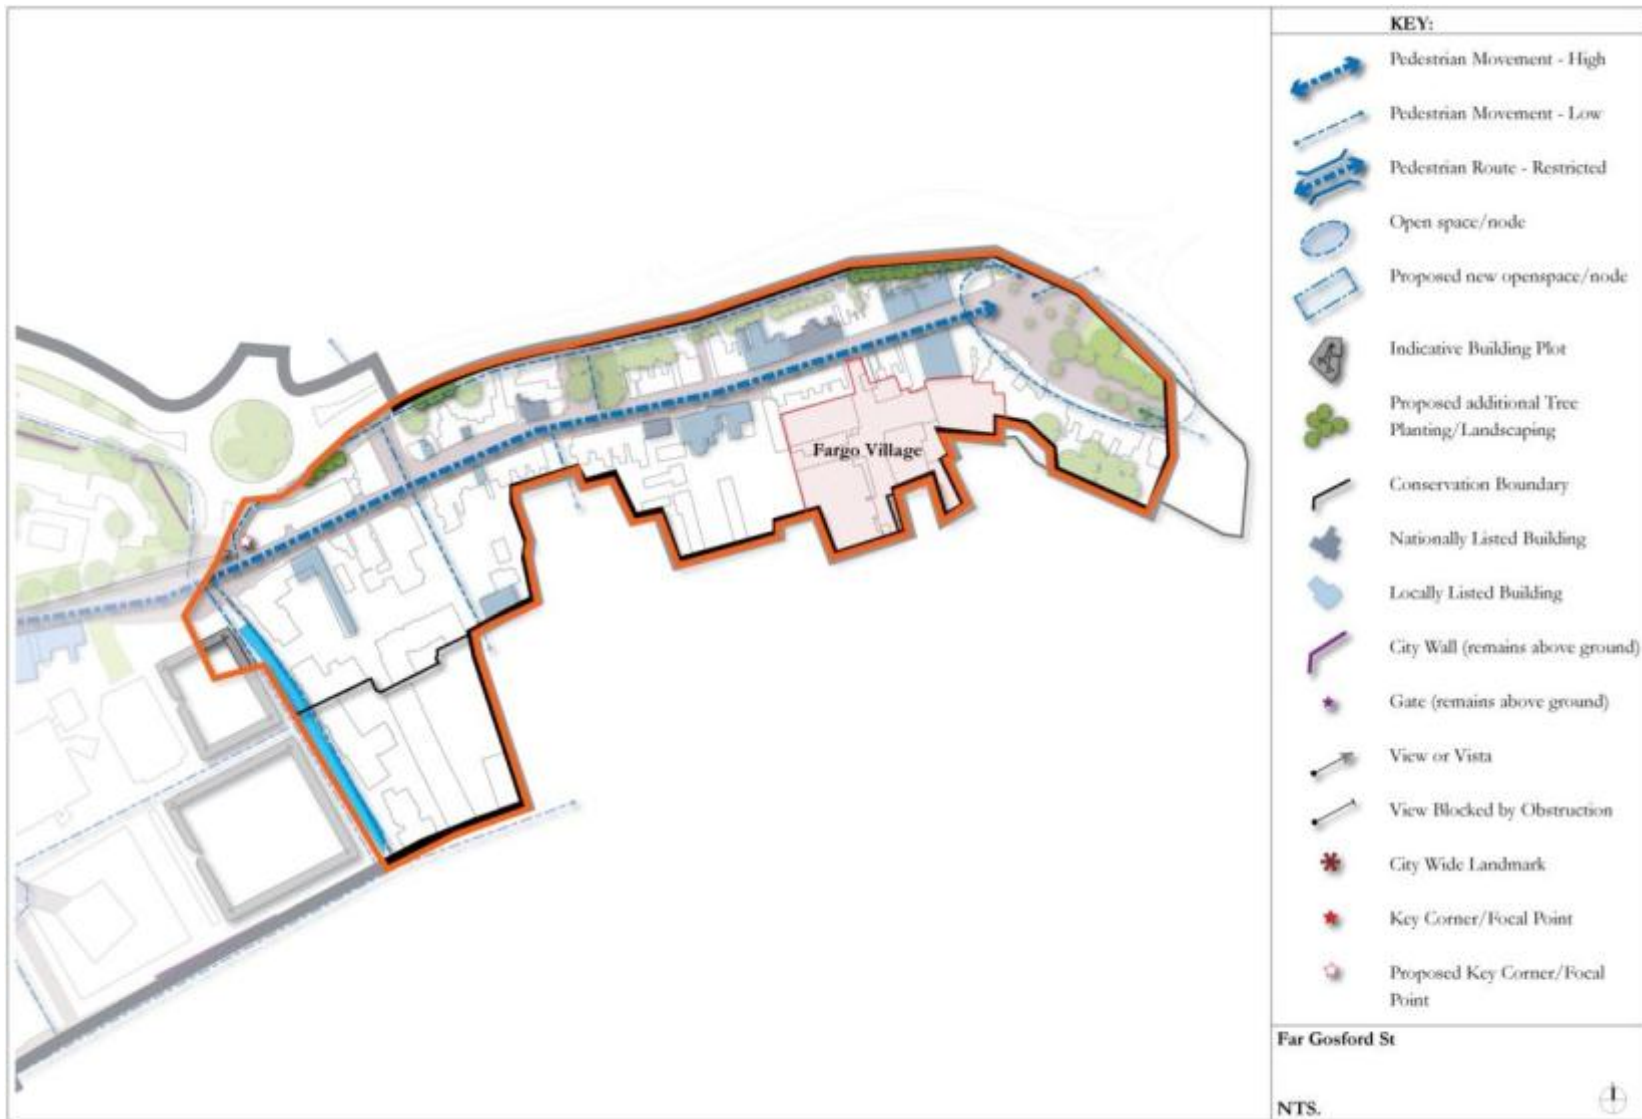 KEY:
Pedestrian Movement - High
Pedestrian Movement - Low
Pedestrian Route - Restricted
Open space/node
Proposed new openspace/node
Indicative Building Plot
Proposed additional Tree
Planting/Landscaping
Conservation Boundary
Nationally Listed Building
Locally Listed Building
City Wall (remains above ground)
Gate (remains above ground)
View or Vista
View Blocked by Obstruction
City Wide Landmark
Key Corner/Focal Point
Proposed Key Corner/Focal
Point
Fargo Village
Far Gosford St
NTS.